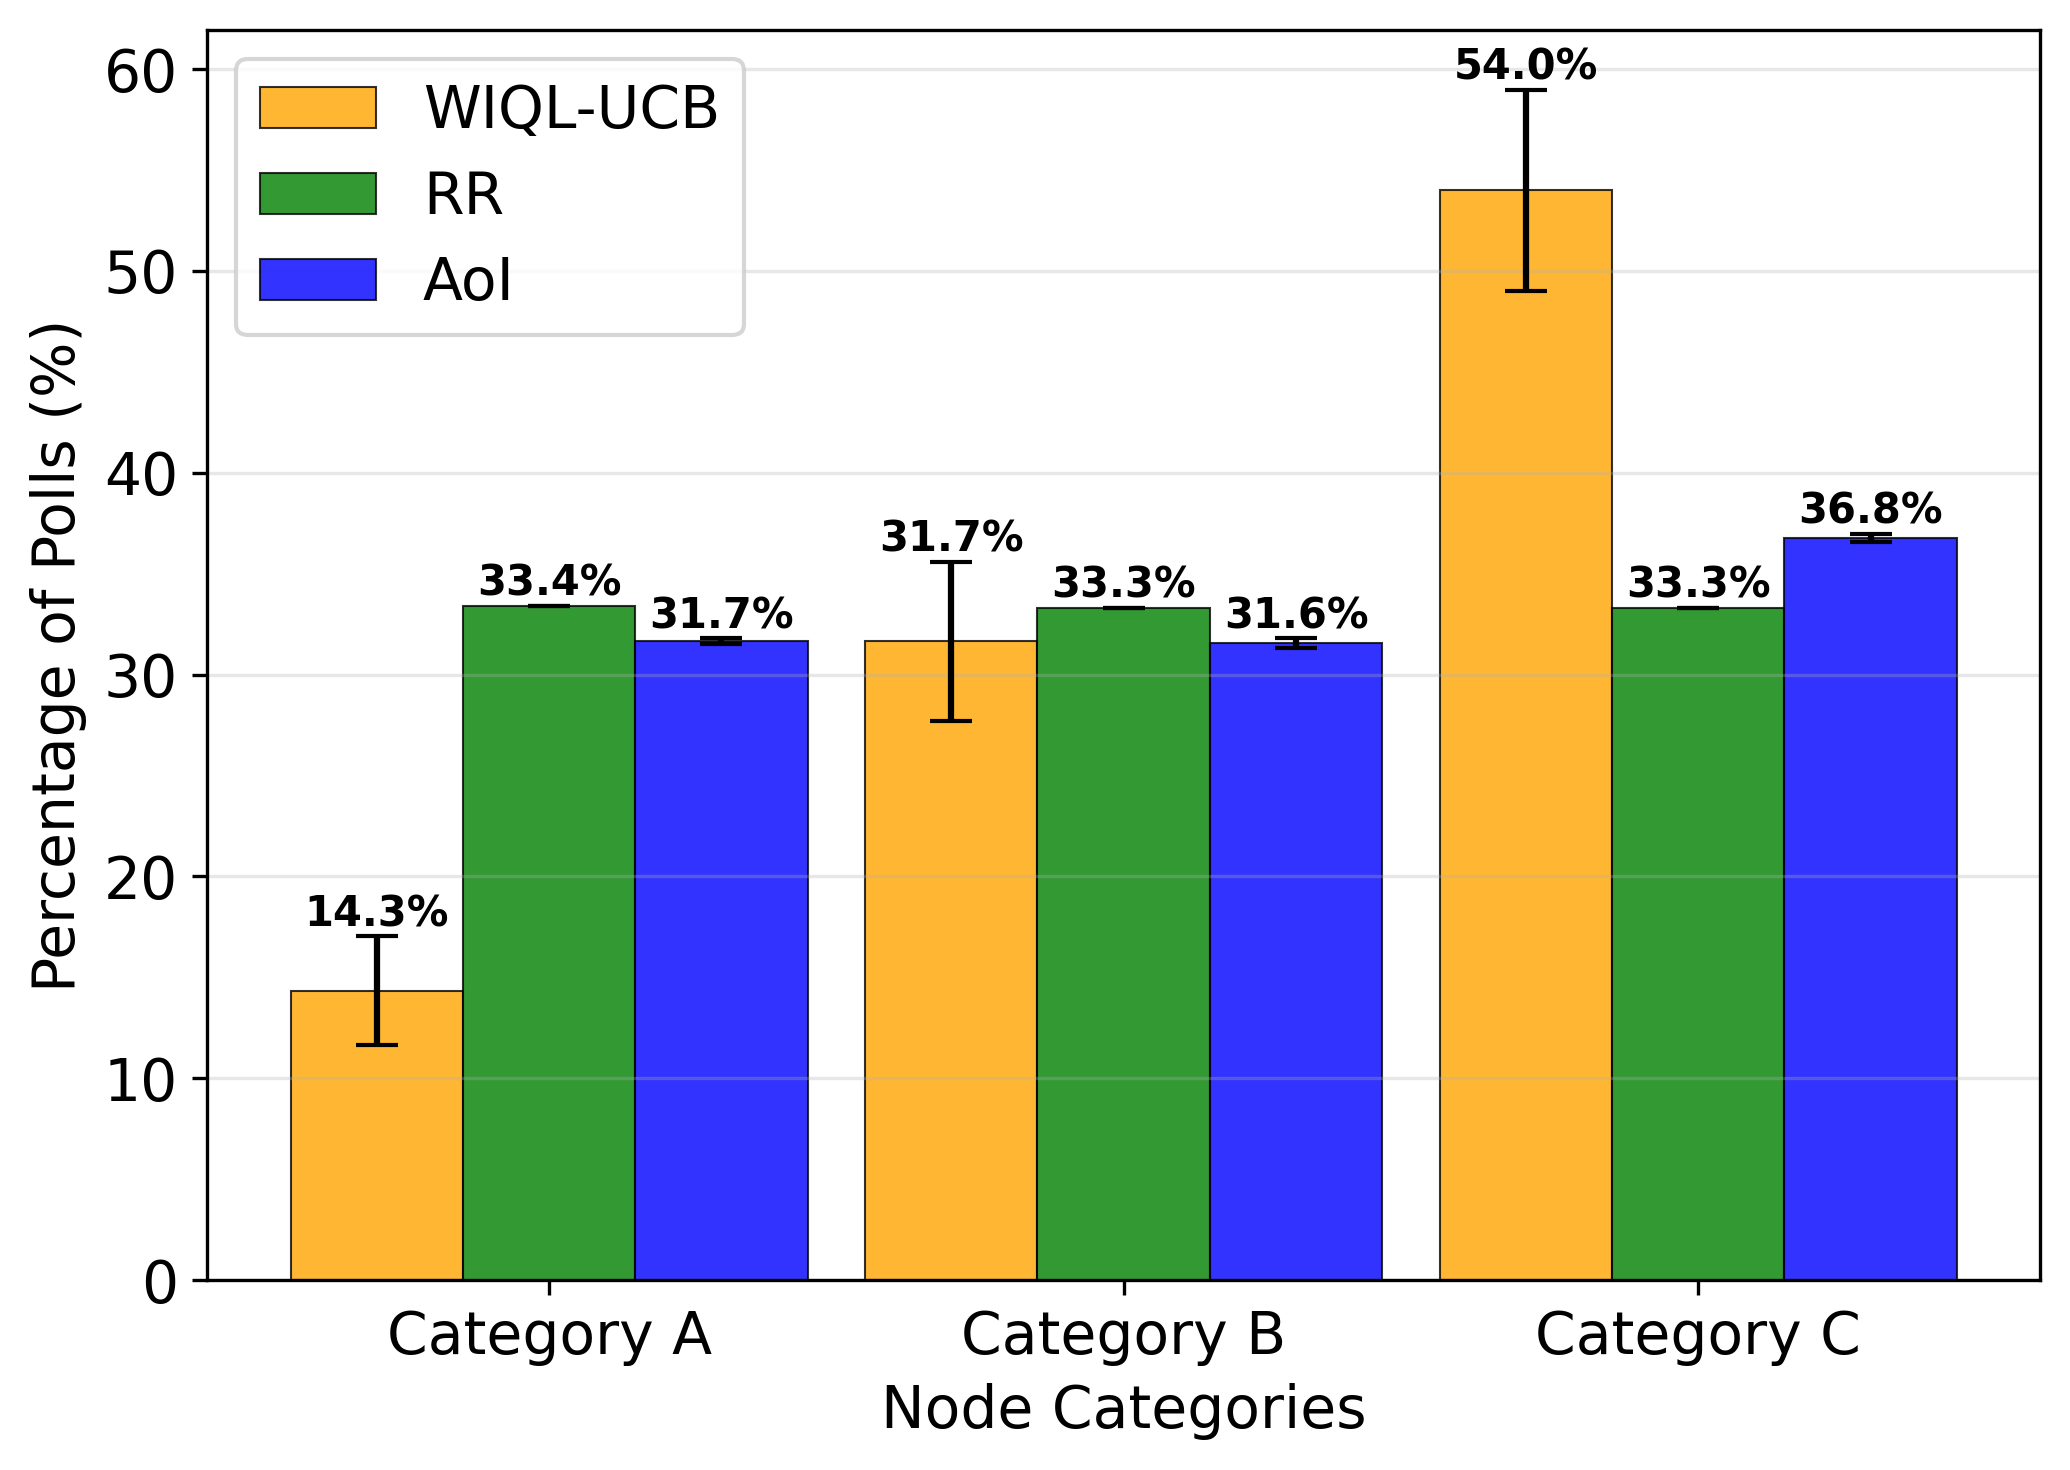 WIQL-UCB
RR
AoI
Percentage of Polls (%)
60
50
40
30
20
10
0
14.3%
33.4%
31.7%
31.7%
33.3%
31.6%
54.0%
33.3%
36.8%
Category A
Category B
Category C
Node Categories